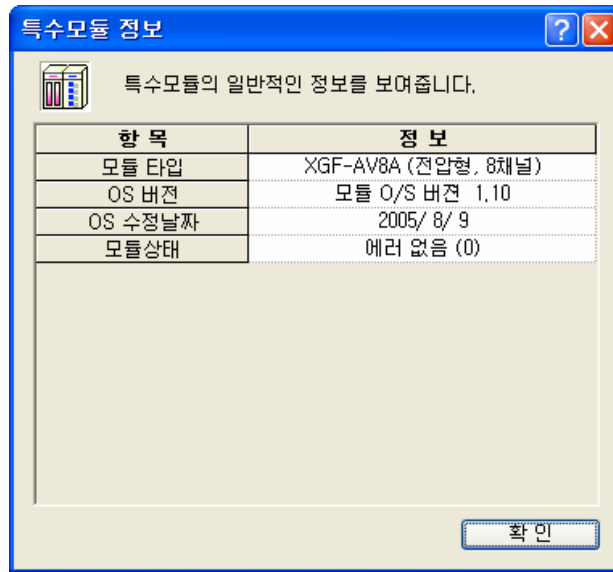 특수모듈 정보
특수모듈의 일반적인 정보를 보여줍니다.
항 목 정 보
모듈 타입 XGF-AV8A (전압형, 8채널)
OS 버전 모듈 O/S 버젼 1.10
OS 수정날짜 2005/ 8/ 9
모듈상태 에러 없음 (0)
확 인